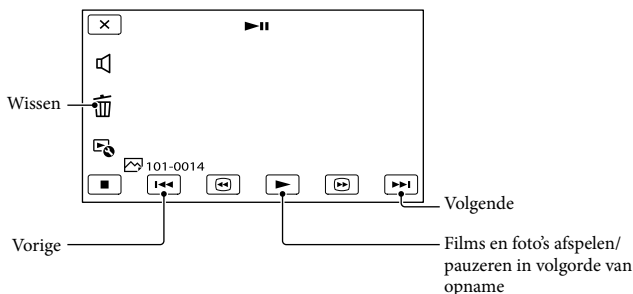 Wissen
101-0014
Volgende
Vorige
Films en foto's afspelen/
pauzeren in volgorde van
opname